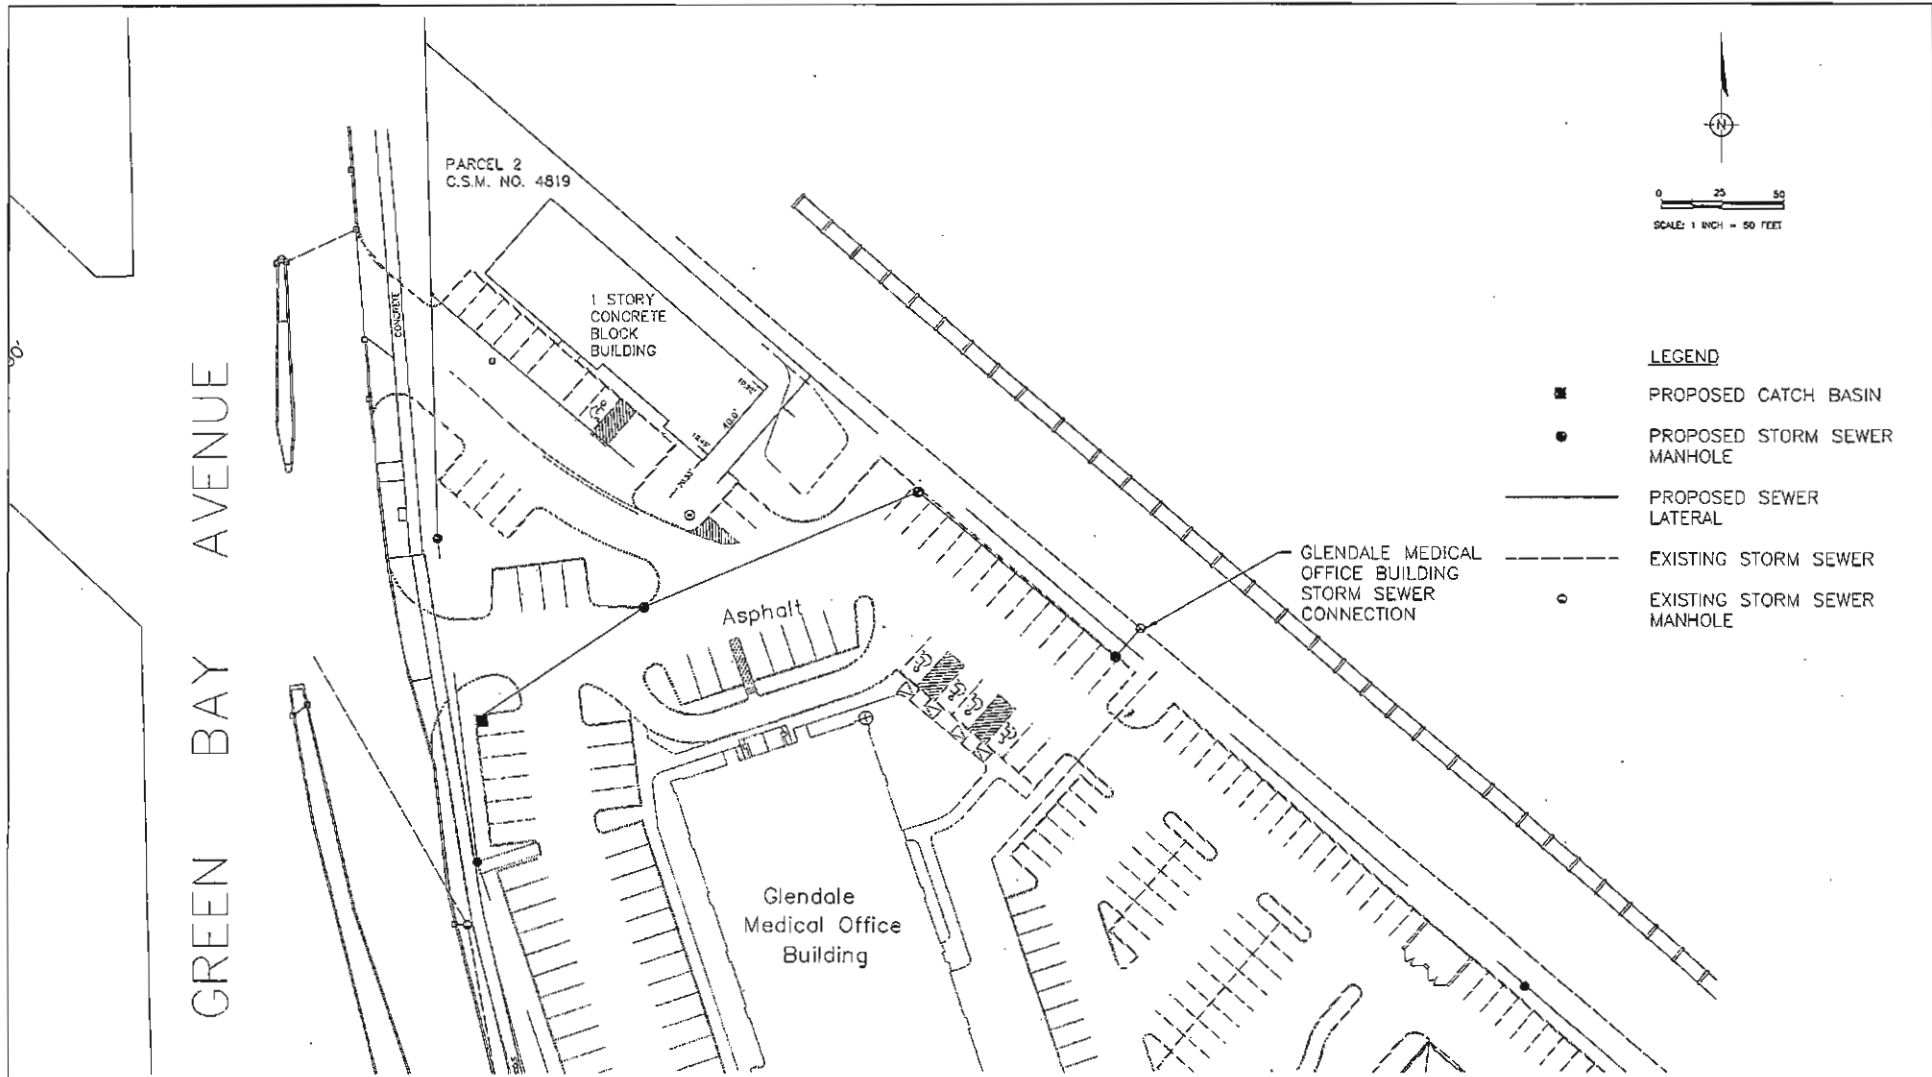 PARCEL 2
C.S.M. NO. 4819
N
0 25 50
SCALE: 1 INCH = 50 FEET
1 STORY
CONCRETE
BLOCK
BUILDING
CONCRETE
40.0'
LEGEND
PROPOSED CATCH BASIN
PROPOSED STORM SEWER
MANHOLE
PROPOSED SEWER
LATERAL
EXISTING STORM SEWER
EXISTING STORM SEWER
MANHOLE
GLENDALE MEDICAL
OFFICE BUILDING
STORM SEWER
CONNECTION
Asphalt
Glendale
Medical Office
Building
GREEN BAY AVENUE